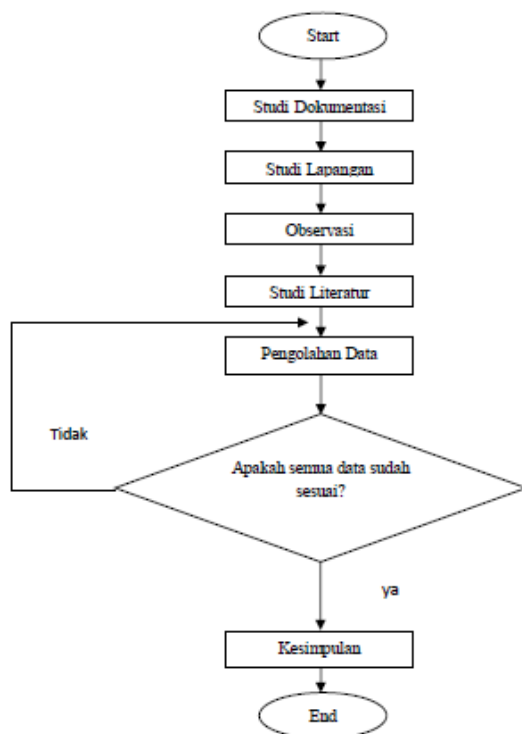 Start
Studi Dokumentasi
Studi Lapangan
Observasi
Studi Literatur
Pengolahan Data
Tidak
Apakah semua data sudah
sesuai?
ya
Kesimpulan
End